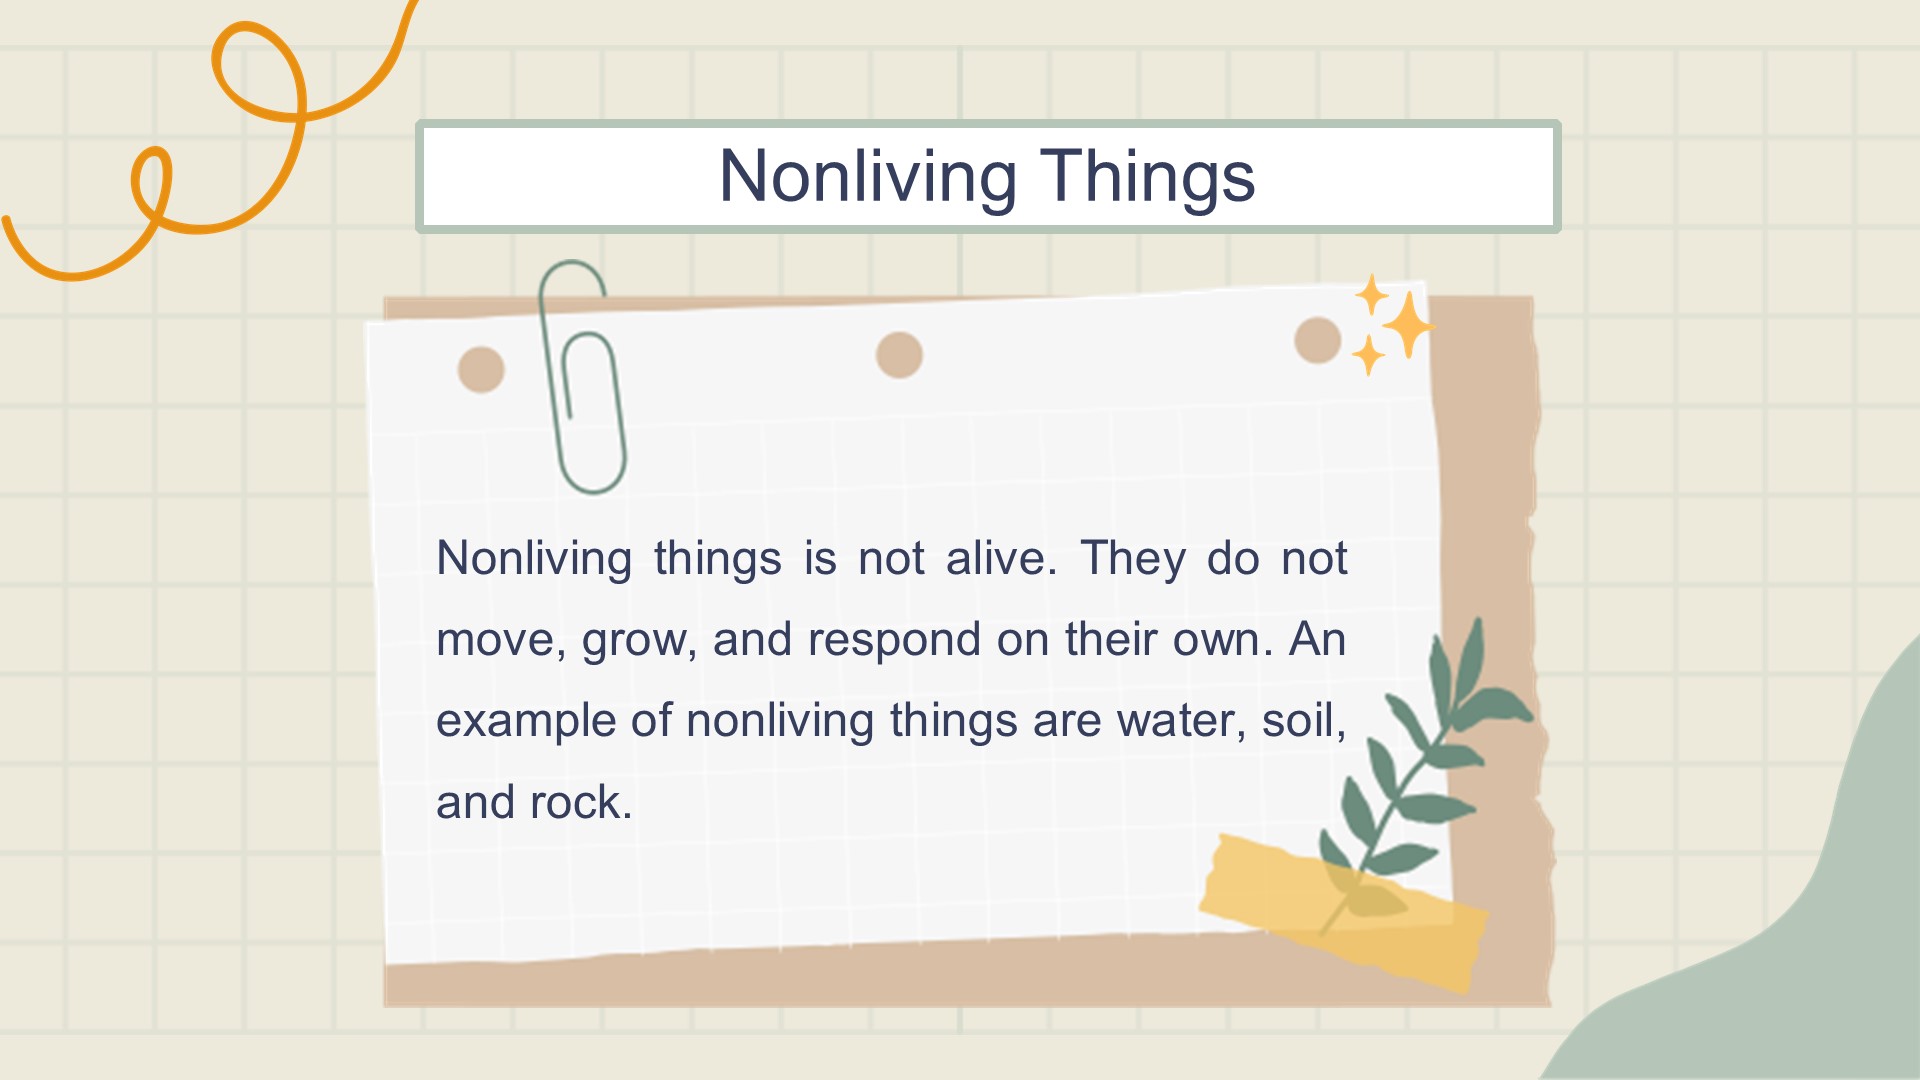 Nonliving Things
Nonliving things is not alive. They do not
move, grow, and respond on their own. An
example of nonliving things are water, soil,
and rock.